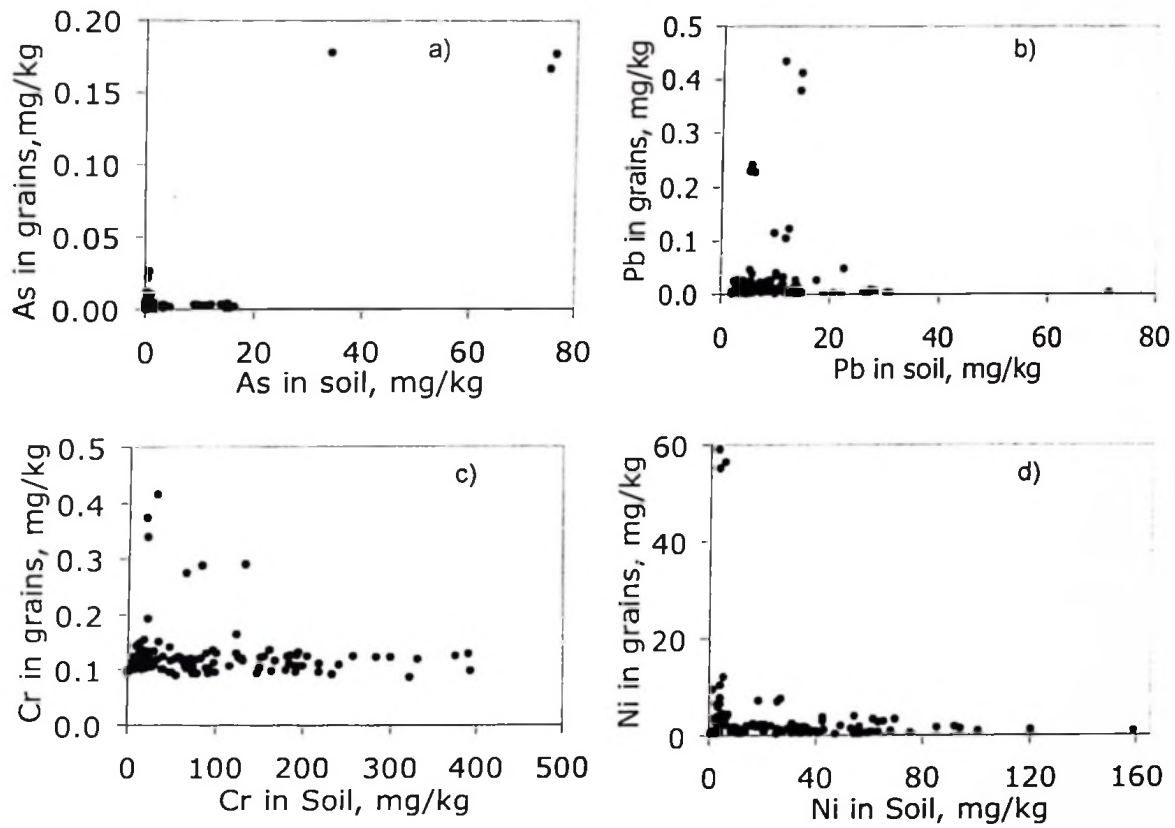 a)
As in grains,mg/kg
0.20
0.15
0.10
0.05
0.00
0 20 40 60 80
As in soil, mg/kg
b)
Pb in grains, mg/kg
0.5
0.4
0.3
0.2
0.1
0.0
0 20 40 60 80
Pb in soil, mg/kg
c)
Cr in grains, mg/kg
0.5
0.4
0.3
0.2
0.1
0.0
0 100 200 300 400 500
Cr in Soil, mg/kg
d)
Ni in grains, mg/kg
60
40
20
0
0 40 80 120 160
Ni in Soil, mg/kg